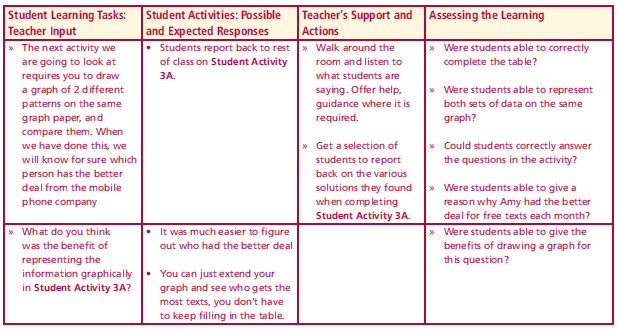 Student Learning Tasks:
Teacher Input
Student Activities: Possible
and Expected Responses
Teacher's Support and
Actions
Assessing the Learning
» The next activity we
are going to look at
requires you to draw
a graph of 2 different
patterns on the same
graph paper, and
compare them. When
we have done this, we
will know for sure which
person has the better
deal from the mobile
phone company
• Students report back to rest
of class on Student Activity
3A.
» Walk around the
room and listen to
what students are
saying. Offer help,
guidance where it is
required.
» Get a selection of
students to report
back on the various
solutions they found
when completing
Student Activity 3A.
» Were students able to correctly
complete the table?
» Were students able to represent
both sets of data on the same
graph?
» Could students correctly answer
the questions in the activity?
» Were students able to give a
reason why Amy had the better
deal for free texts each month?
» What do you think
was the benefit of
representing the
information graphically
in Student Activity 3A?
• It was much easier to figure
out who had the better deal
• You can just extend your
graph and see who gets the
most texts, you don't have
to keep filling in the table.
» Were students able to give the
benefits of drawing a graph for
this question?